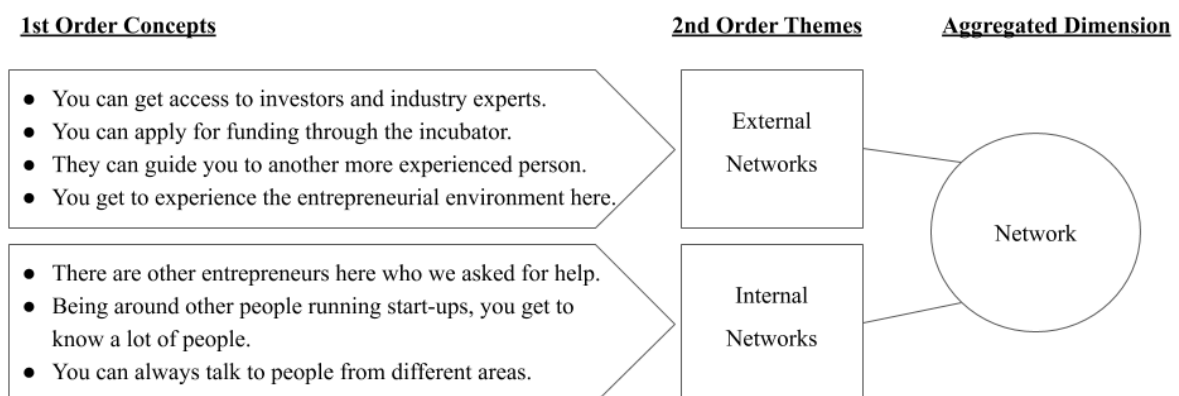 1st Order Concepts
2nd Order Themes
Aggregated Dimension
● You can get access to investors and industry experts.
● You can apply for funding through the incubator.
● They can guide you to another more experienced person.
● You get to experience the entrepreneurial environment here.
External
Networks
● There are other entrepreneurs here who we asked for help.
● Being around other people running start-ups, you get to
know a lot of people.
● You can always talk to people from different areas.
Internal
Networks
Network